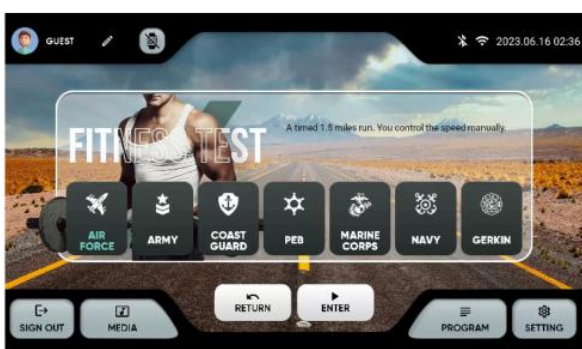 GUEST
2023.06.16 02:36
FITNESS TEST
A timed 1.5 miles run. You control the speed manually.
AIR
FORCE
ARMY
COAST
GUARD
PEB
MARINE
CORPS
NAVY
GERKIN
SIGN OUT
MEDIA
RETURN
ENTER
PROGRAM
SETTING